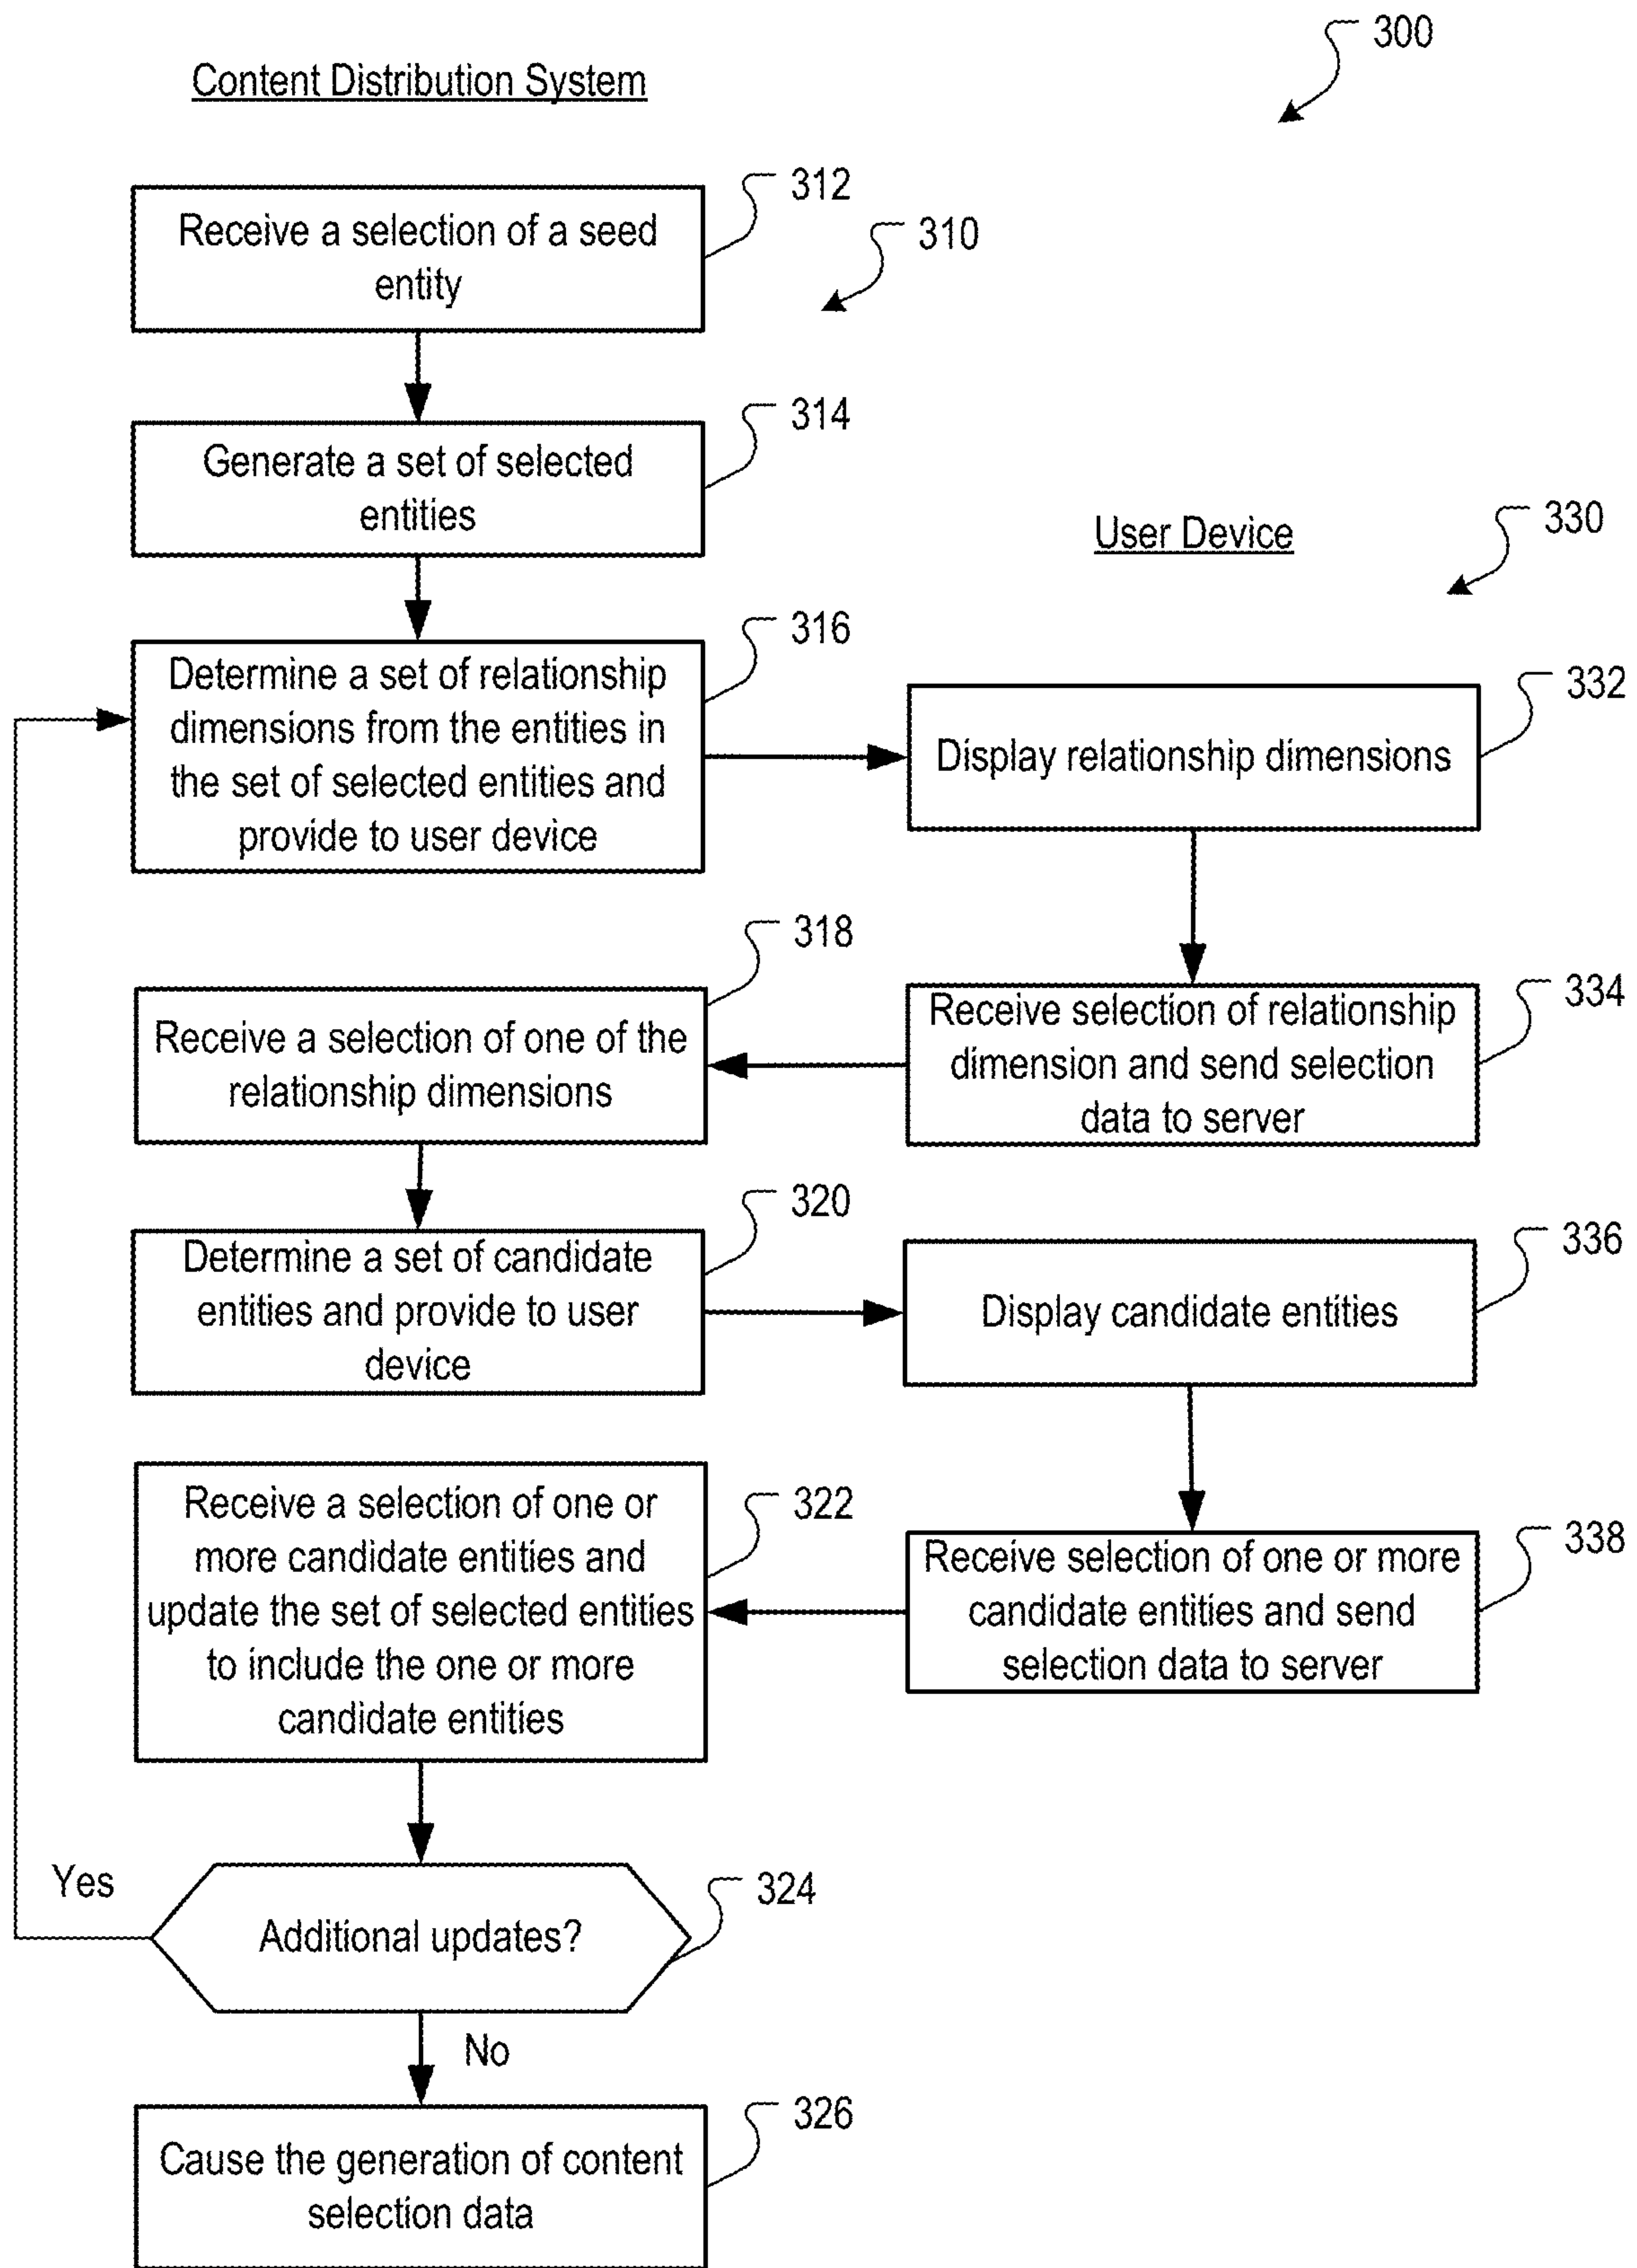 300
Content Distribution System
312
Receive a selection of a seed
entity
310
314
Generate a set of selected
entities
User Device
330
316
Determine a set of relationship
dimensions from the entities in
the set of selected entities and
provide to user device
332
Display relationship dimensions
318
Receive a selection of one of the
relationship dimensions
334
Receive selection of relationship
dimension and send selection
data to server
320
Determine a set of candidate
entities and provide to user
device
336
Display candidate entities
322
Receive a selection of one or
more candidate entities and
update the set of selected entities
to include the one or more
candidate entities
338
Receive selection of one or more
candidate entities and send
selection data to server
Yes
324
Additional updates?
No
326
Cause the generation of content
selection data